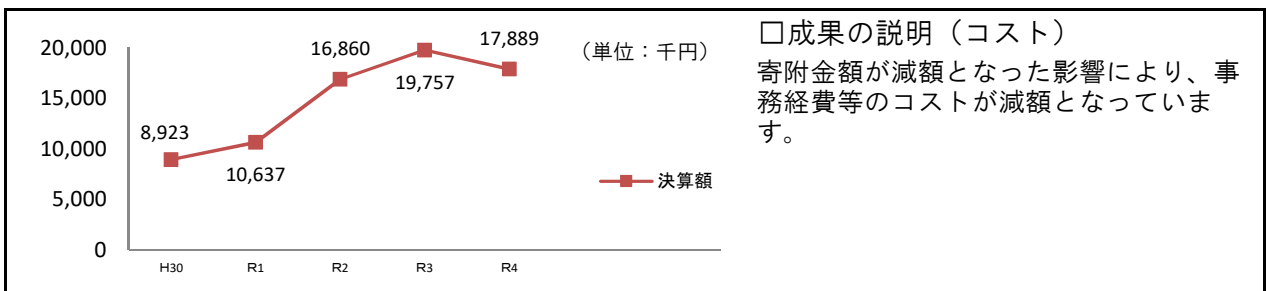 20,000
15,000
10,000
5,000
0
8,923
10,637
16,860
19,757
17,889
（単位：千円）
決算額
H30
R1
R2
R3
R4
□成果の説明（コスト）
寄附金額が減額となった影響により、事
務経費等のコストが減額となっていま
す。